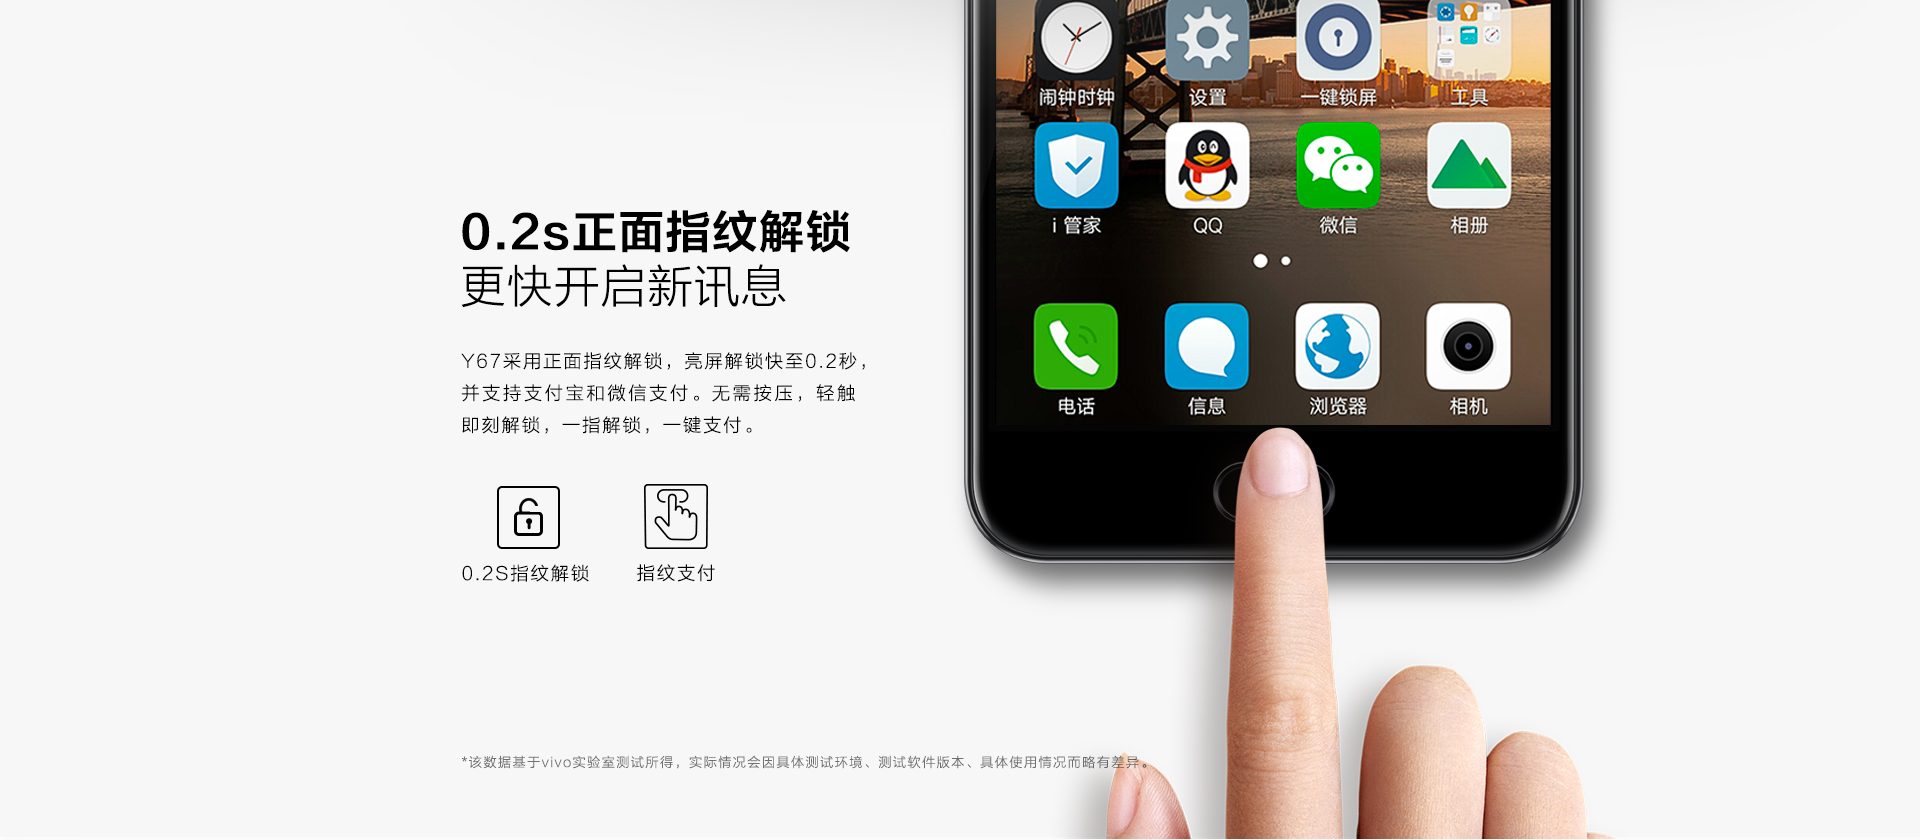 0.2s正面指纹解锁
更快开启新讯息
Y67采用正面指纹解锁，亮屏解锁快至0.2秒，
并支持支付宝和微信支付。无需按压，轻触
即刻解锁，一指解锁，一键支付。
0.2S指纹解锁
指纹支付
*该数据基于vivo实验室测试所得，实际情况会因具体测试环境、测试软件版本、具体使用情况而略有差异。
闹钟时钟
设置
一键锁屏
工具
i 管家
QQ
微信
相册
电话
信息
浏览器
相机